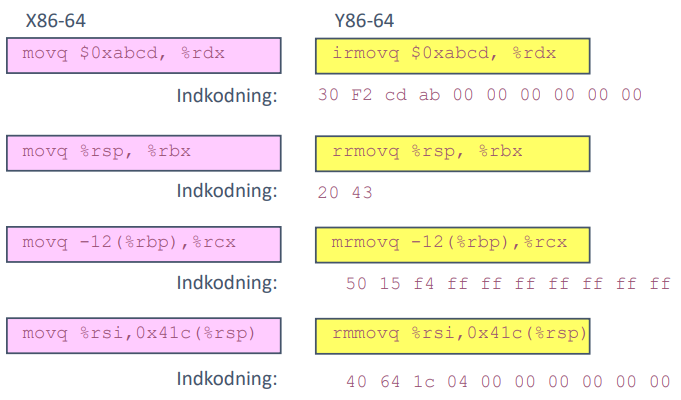 X86-64 Y86-64
movq $0xabcd, %rdx irmovq $0xabcd, %rdx
Indkodning: 30 F2 cd ab 00 00 00 00 00 00
movq %rsp, %rbx rrmovq %rsp, %rbx
Indkodning: 20 43
movq -12(%rbp),%rcx mrmovq -12(%rbp),%rcx
Indkodning: 50 15 f4 ff ff ff ff ff ff ff
movq %rsi,0x41c(%rsp) rmmovq %rsi,0x41c(%rsp)
Indkodning: 40 64 1c 04 00 00 00 00 00 00